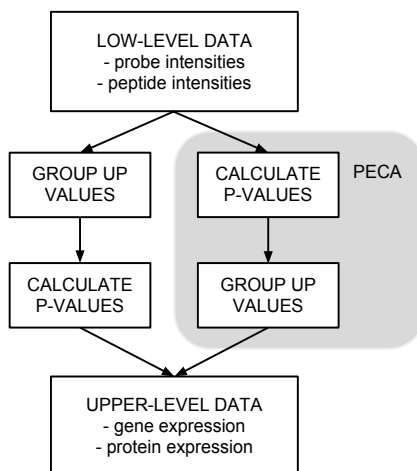 LOW-LEVEL DATA
- probe intensities
- peptide intensities
GROUP UP
VALUES
CALCULATE
P-VALUES
PECA
CALCULATE
P-VALUES
GROUP UP
VALUES
UPPER-LEVEL DATA
- gene expression
- protein expression